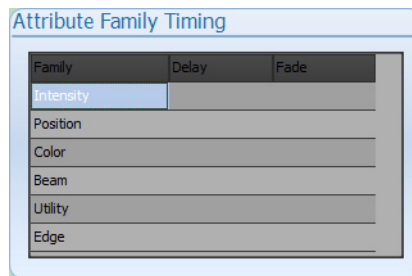 Attribute Family Timing
Family Delay Fade
Intensity
Position
Color
Beam
Utility
Edge